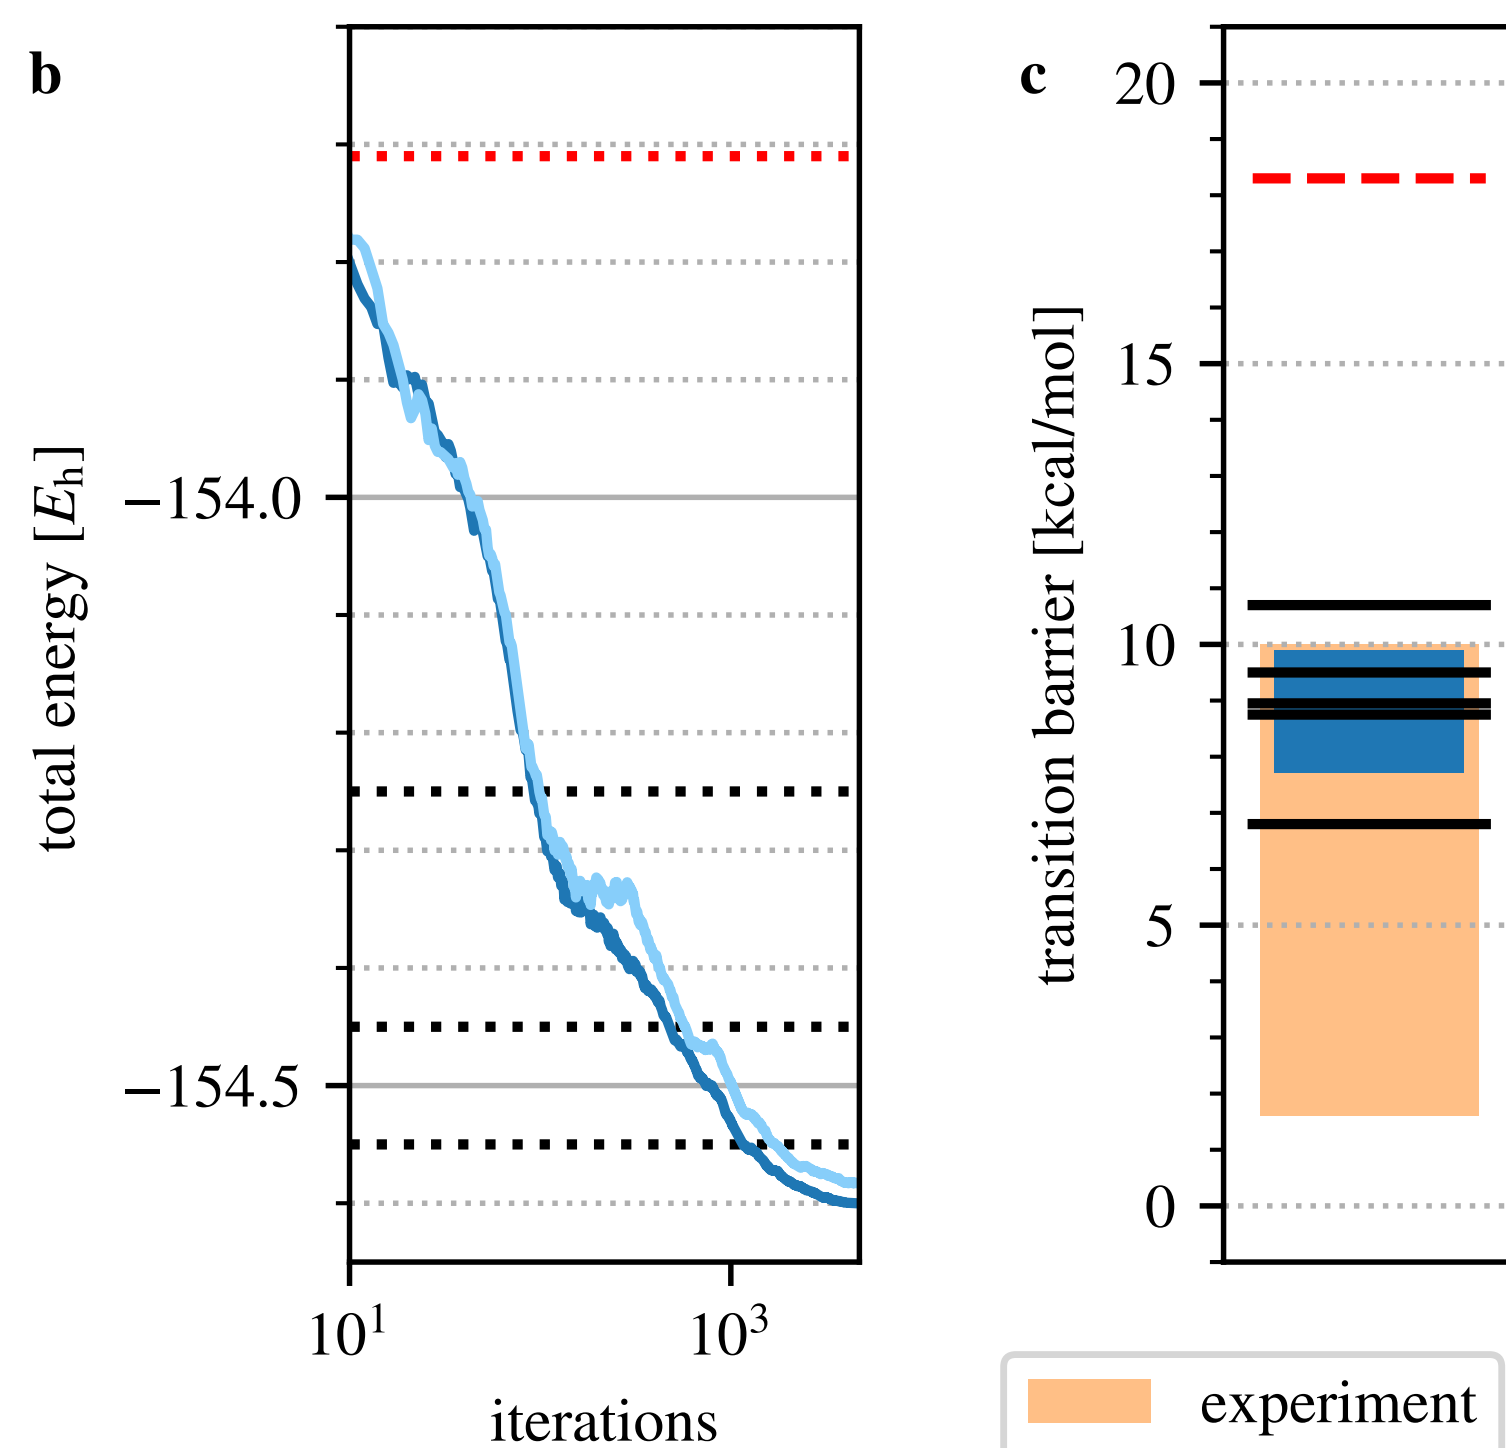 b
total energy [Eₕ]
−154.0
−154.5
10¹
10³
iterations
c
transition barrier [kcal/mol]
20
15
10
5
0
experiment